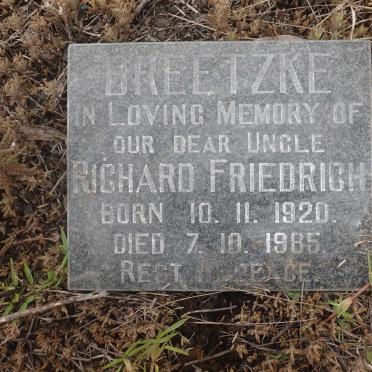 BREETZKE
IN LOVING MEMORY OF
OUR DEAR UNCLE
RICHARD FRIEDRICH
BORN 10. 11. 1920.
DIED 7. 10. 1985.
REST IN PEACE